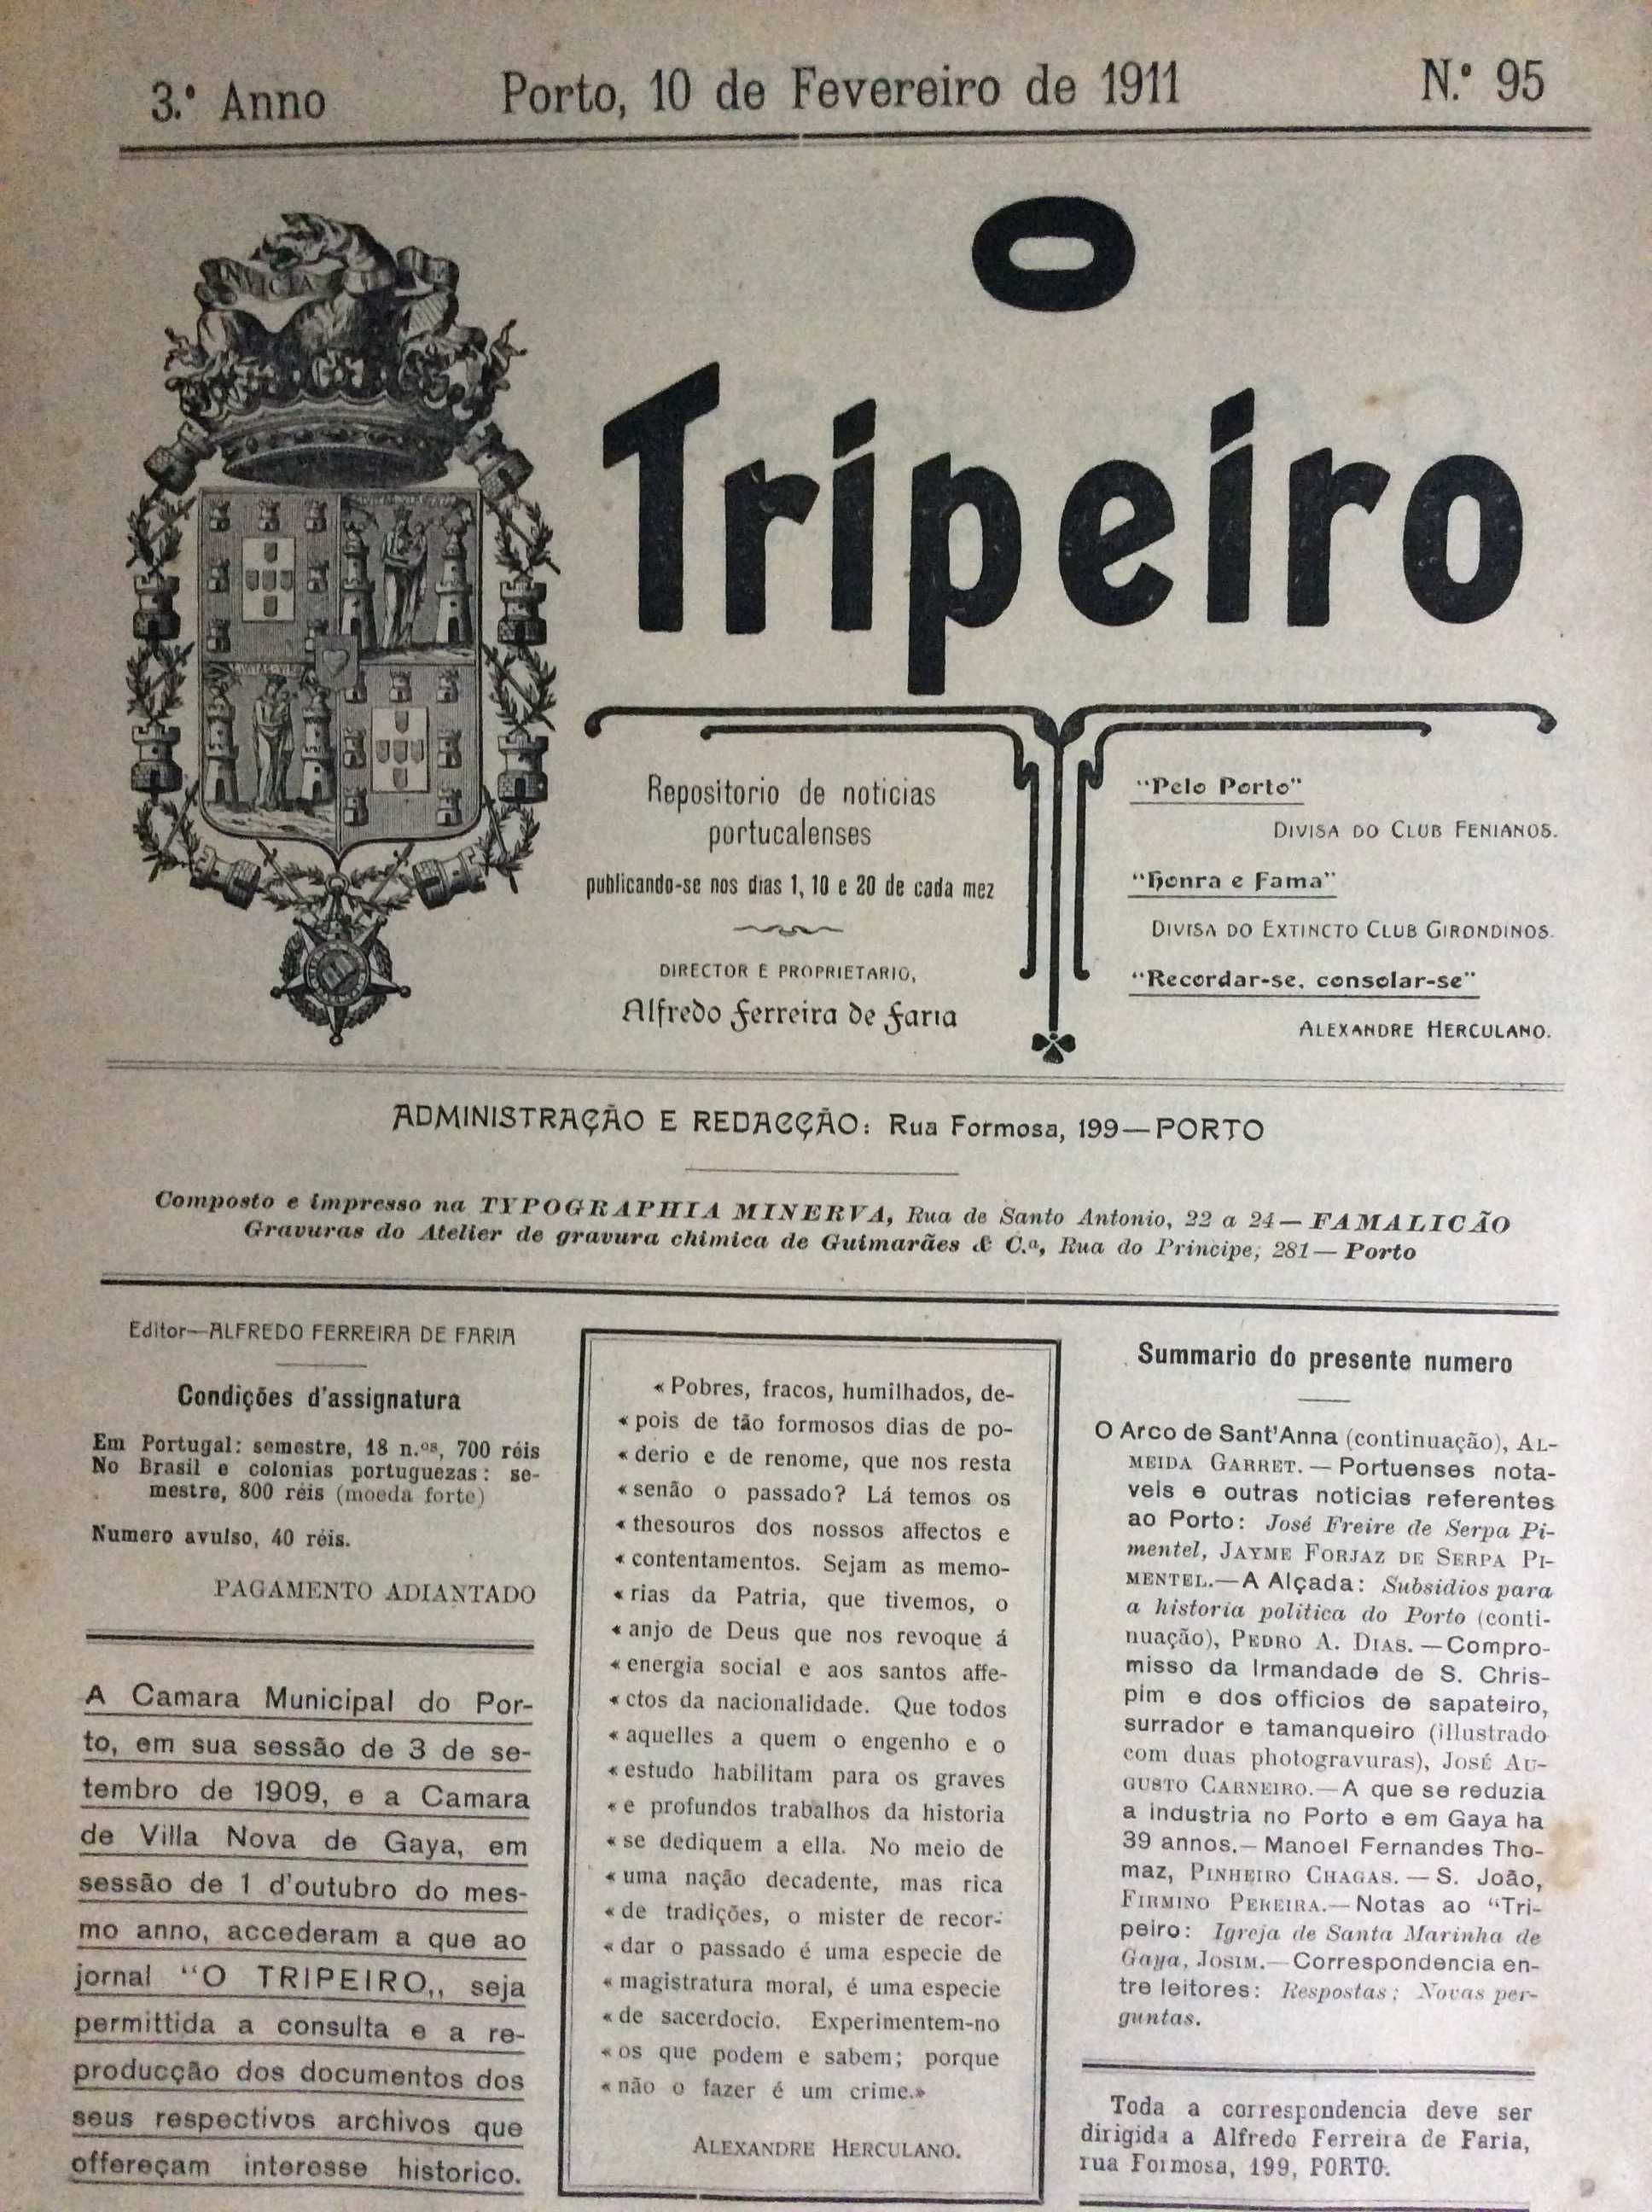 3.º Anno Porto, 10 de Fevereiro de 1911 N.º 95
INVICTA
O
Tripeiro
Repositorio de noticias
portucalenses
publicando-se nos dias 1, 10 e 20 de cada mez
DIRECTOR E PROPRIETARIO,
Alfredo Ferreira de Faria
"Pelo Porto"
DIVISA DO CLUB FENIANOS.
"Honra e Fama"
DIVISA DO EXTINCTO CLUB GIRONDINOS.
"Recordar-se, consolar-se"
ALEXANDRE HERCULANO.
ADMINISTRAÇÃO E REDACÇÃO: Rua Formosa, 199—PORTO
Composto e impresso na TYPOGRAPHIA MINERVA, Rua de Santo Antonio, 22 a 24—FAMALICÃO
Gravuras do Atelier de gravura chimica de Guimarães & C.ª, Rua do Principe, 281—Porto
Editor—ALFREDO FERREIRA DE FARIA
Condições d'assignatura
Em Portugal: semestre, 18 n.ºs, 700 réis
No Brasil e colonias portuguezas: se-
mestre, 800 réis (moeda forte)
Numero avulso, 40 réis.
PAGAMENTO ADIANTADO
A Camara Municipal do Por-
to, em sua sessão de 3 de se-
tembro de 1909, e a Camara
de Villa Nova de Gaya, em
sessão de 1 d'outubro do mes-
mo anno, accederam a que ao
jornal "O TRIPEIRO,, seja
permittida a consulta e a re-
producção dos documentos dos
seus respectivos archivos que
offereçam interesse historico.
«Pobres, fracos, humilhados, de-
«pois de tão formosos dias de po-
«derio e de renome, que nos resta
«senão o passado? Lá temos os
«thesouros dos nossos affectos e
«contentamentos. Sejam as memo-
«rias da Patria, que tivemos, o
«anjo de Deus que nos revoque á
«energia social e aos santos affe-
«ctos da nacionalidade. Que todos
«aquelles a quem o engenho e o
«estudo habilitam para os graves
«e profundos trabalhos da historia
«se dediquem a ella. No meio de
«uma nação decadente, mas rica
«de tradições, o mister de recor-
«dar o passado é uma especie de
«magistratura moral, é uma especie
«de sacerdocio. Experimentem-no
«os que podem e sabem; porque
«não o fazer é um crime.»
ALEXANDRE HERCULANO.
Summario do presente numero
O Arco de Sant'Anna (continuação), AL-
MEIDA GARRET.—Portuenses nota-
veis e outras noticias referentes
ao Porto: José Freire de Serpa Pi-
mentel, JAYME FORJAZ DE SERPA PI-
MENTEL.—A Alçada: Subsidios para
a historia politica do Porto (conti-
nuação), PEDRO A. DIAS.—Compro-
misso da Irmandade de S. Chris-
pim e dos officios de sapateiro,
surrador e tamanqueiro (illustrado
com duas photogravuras), JOSÉ AU-
GUSTO CARNEIRO.—A que se reduzia
a industria no Porto e em Gaya ha
39 annos.—Manoel Fernandes Tho-
maz, PINHEIRO CHAGAS.—S. João,
FIRMINO PEREIRA.—Notas ao "Tri-
peiro: Igreja de Santa Marinha de
Gaya, JOSIM.—Correspondencia en-
tre leitores: Respostas; Novas per-
guntas.
Toda a correspondencia deve ser
dirigida a Alfredo Ferreira de Faria,
rua Formosa, 199, PORTO.